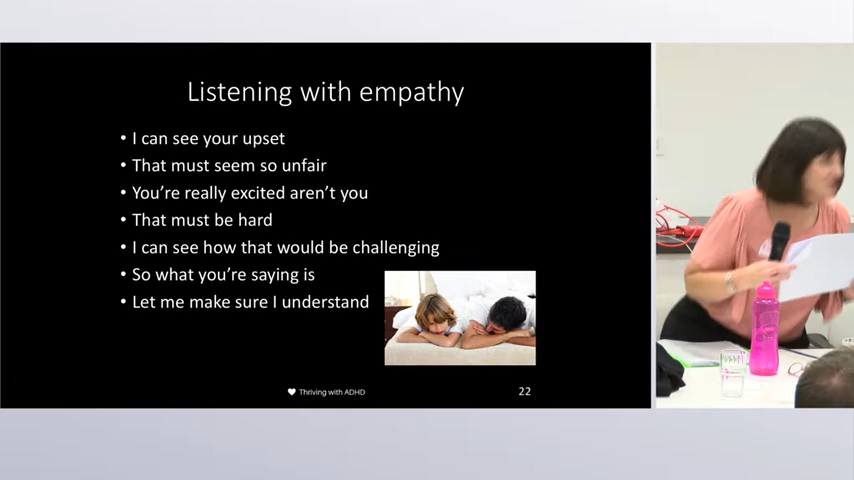 Listening with empathy
• I can see your upset
• That must seem so unfair
• You’re really excited aren’t you
• That must be hard
• I can see how that would be challenging
• So what you’re saying is
• Let me make sure I understand
Thriving with ADHD
22